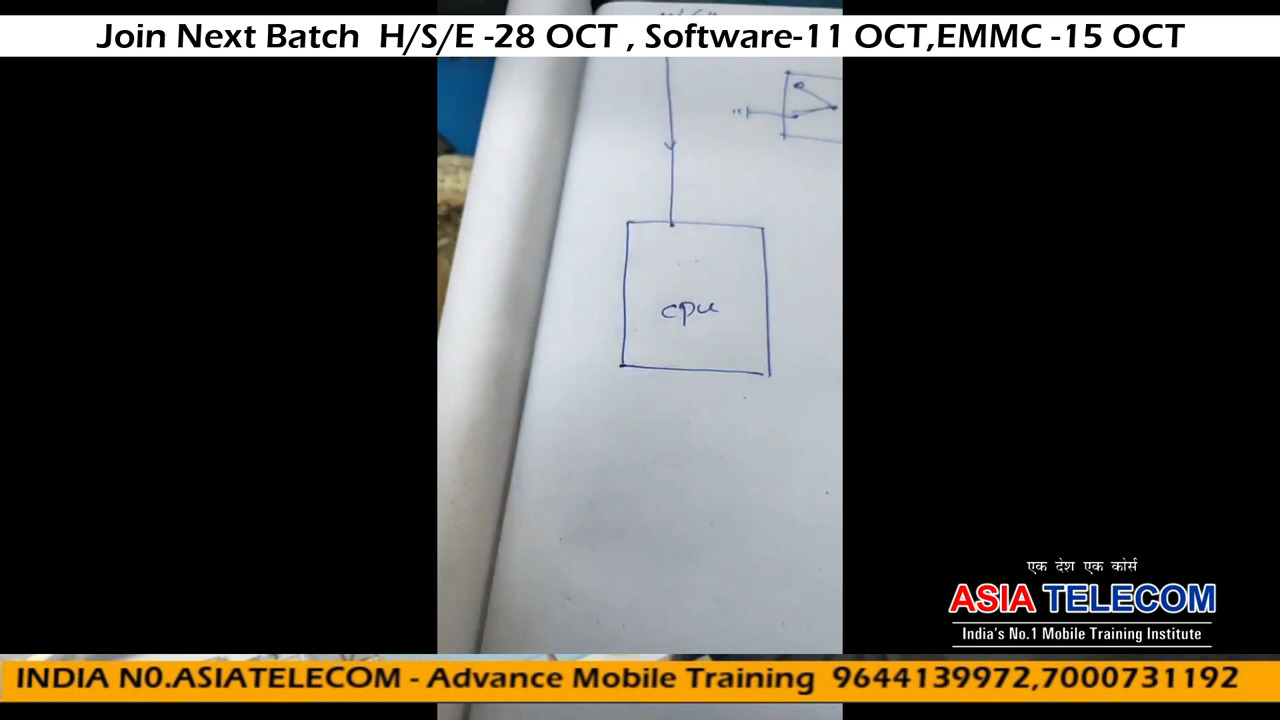 Join Next Batch H/S/E -28 OCT , Software-11 OCT,EMMC -15 OCT
cpu
एक देश एक कोर्स
ASIA TELECOM
India's No.1 Mobile Training Institute
INDIA N0.ASIATELECOM - Advance Mobile Training 9644139972,7000731192